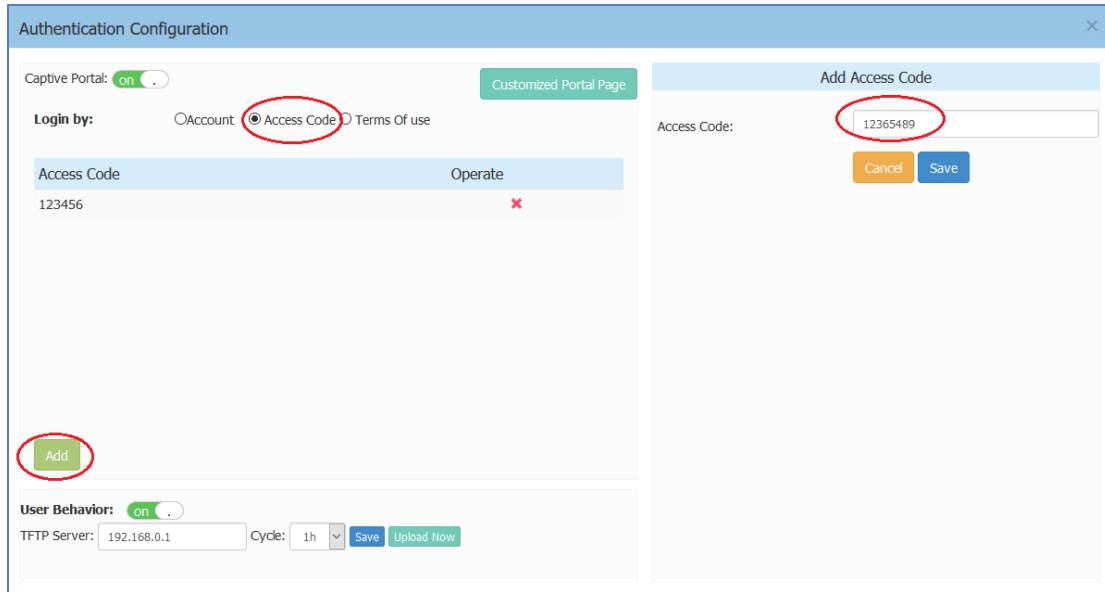 Authentication Configuration
×
Captive Portal: on .
Customized Portal Page
Login by: Account Access Code Terms Of use
Access Code Operate
123456
Add
User Behavior: on .
TFTP Server: 192.168.0.1 Cycle: 1h Save Upload Now
Add Access Code
Access Code: 12365489
Cancel Save